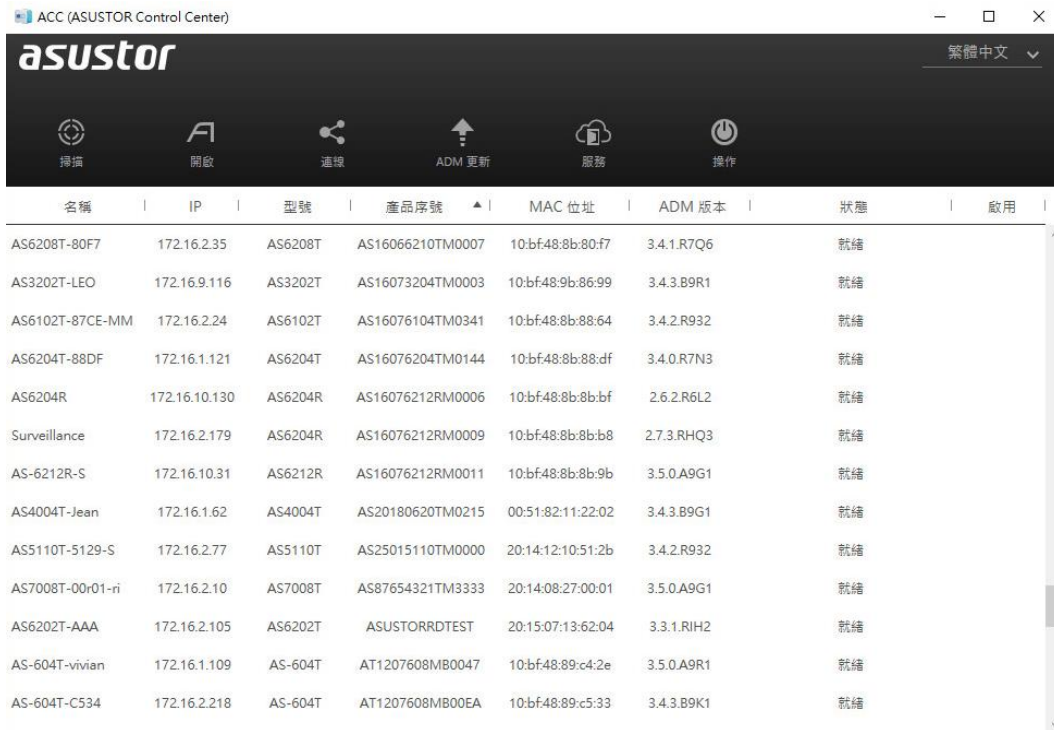 ACC (ASUSTOR Control Center)
asustor
繁體中文
掃描 開啟 連線 ADM 更新 服務 操作
名稱 IP 型號 產品序號 MAC 位址 ADM 版本 狀態 啟用
AS6208T-80F7 172.16.2.35 AS6208T AS16066210TM0007 10:bf:48:8b:80:f7 3.4.1.R7Q6 就緒
AS3202T-LEO 172.16.9.116 AS3202T AS16073204TM0003 10:bf:48:9b:86:99 3.4.3.B9R1 就緒
AS6102T-87CE-MM 172.16.2.24 AS6102T AS16076104TM0341 10:bf:48:8b:88:64 3.4.2.R932 就緒
AS6204T-88DF 172.16.1.121 AS6204T AS16076204TM0144 10:bf:48:8b:88:df 3.4.0.R7N3 就緒
AS6204R 172.16.10.130 AS6204R AS16076212RM0006 10:bf:48:8b:8b:bf 2.6.2.R6L2 就緒
Surveillance 172.16.2.179 AS6204R AS16076212RM0009 10:bf:48:8b:8b:b8 2.7.3.RHQ3 就緒
AS-6212R-S 172.16.10.31 AS6212R AS16076212RM0011 10:bf:48:8b:8b:9b 3.5.0.A9G1 就緒
AS4004T-Jean 172.16.1.62 AS4004T AS20180620TM0215 00:51:82:11:22:02 3.4.3.B9G1 就緒
AS5110T-5129-S 172.16.2.77 AS5110T AS25015110TM0000 20:14:12:10:51:2b 3.4.2.R932 就緒
AS7008T-00r01-ri 172.16.2.10 AS7008T AS87654321TM3333 20:14:08:27:00:01 3.5.0.A9G1 就緒
AS6202T-AAA 172.16.2.105 AS6202T ASUSTORRDTEST 20:15:07:13:62:04 3.3.1.RIH2 就緒
AS-604T-vivian 172.16.1.109 AS-604T AT1207608MB0047 10:bf:48:89:c4:2e 3.5.0.A9R1 就緒
AS-604T-C534 172.16.2.218 AS-604T AT1207608MB00EA 10:bf:48:89:c5:33 3.4.3.B9K1 就緒